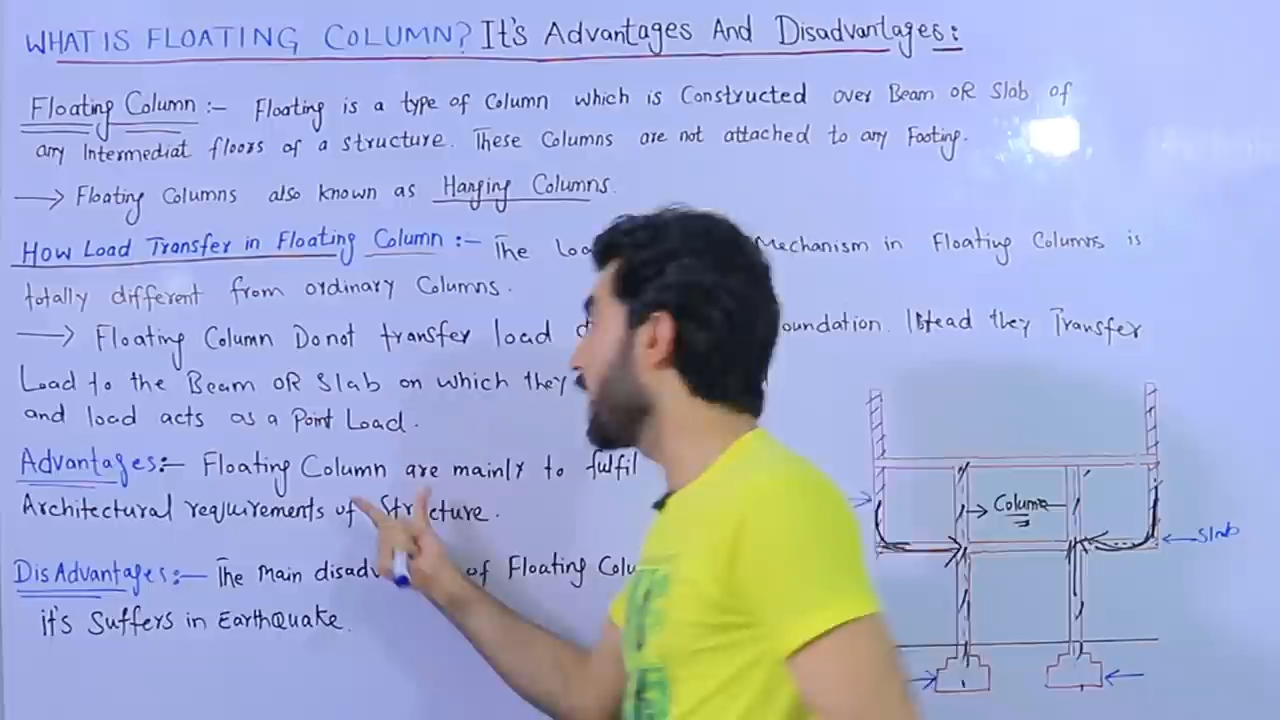 WHAT IS FLOATING COLUMN? It's Advantages And Disadvantages:
Floating Column :- Floating is a type of Column which is Constructed over Beam OR Slab of
any Intermediat floors of a structure. These Columns are not attached to any Footing.
→ Floating Columns also known as Hanging Columns.
How Load Transfer in Floating Column :- The Mechanism in Floating Columns is
totally different from ordinary Columns.
→ Floating Column Do not transfer load oundation. Istead they Transfer
Load to the Beam OR Slab on which they
and load acts as a Point Load.
Advantages:- Floating Column are mainly to fulfil
Architectural requirements of Structure.
DisAdvantages:- The Main disadv of Floating Colu
it's Suffers in EarthQuake.
Column
Slab